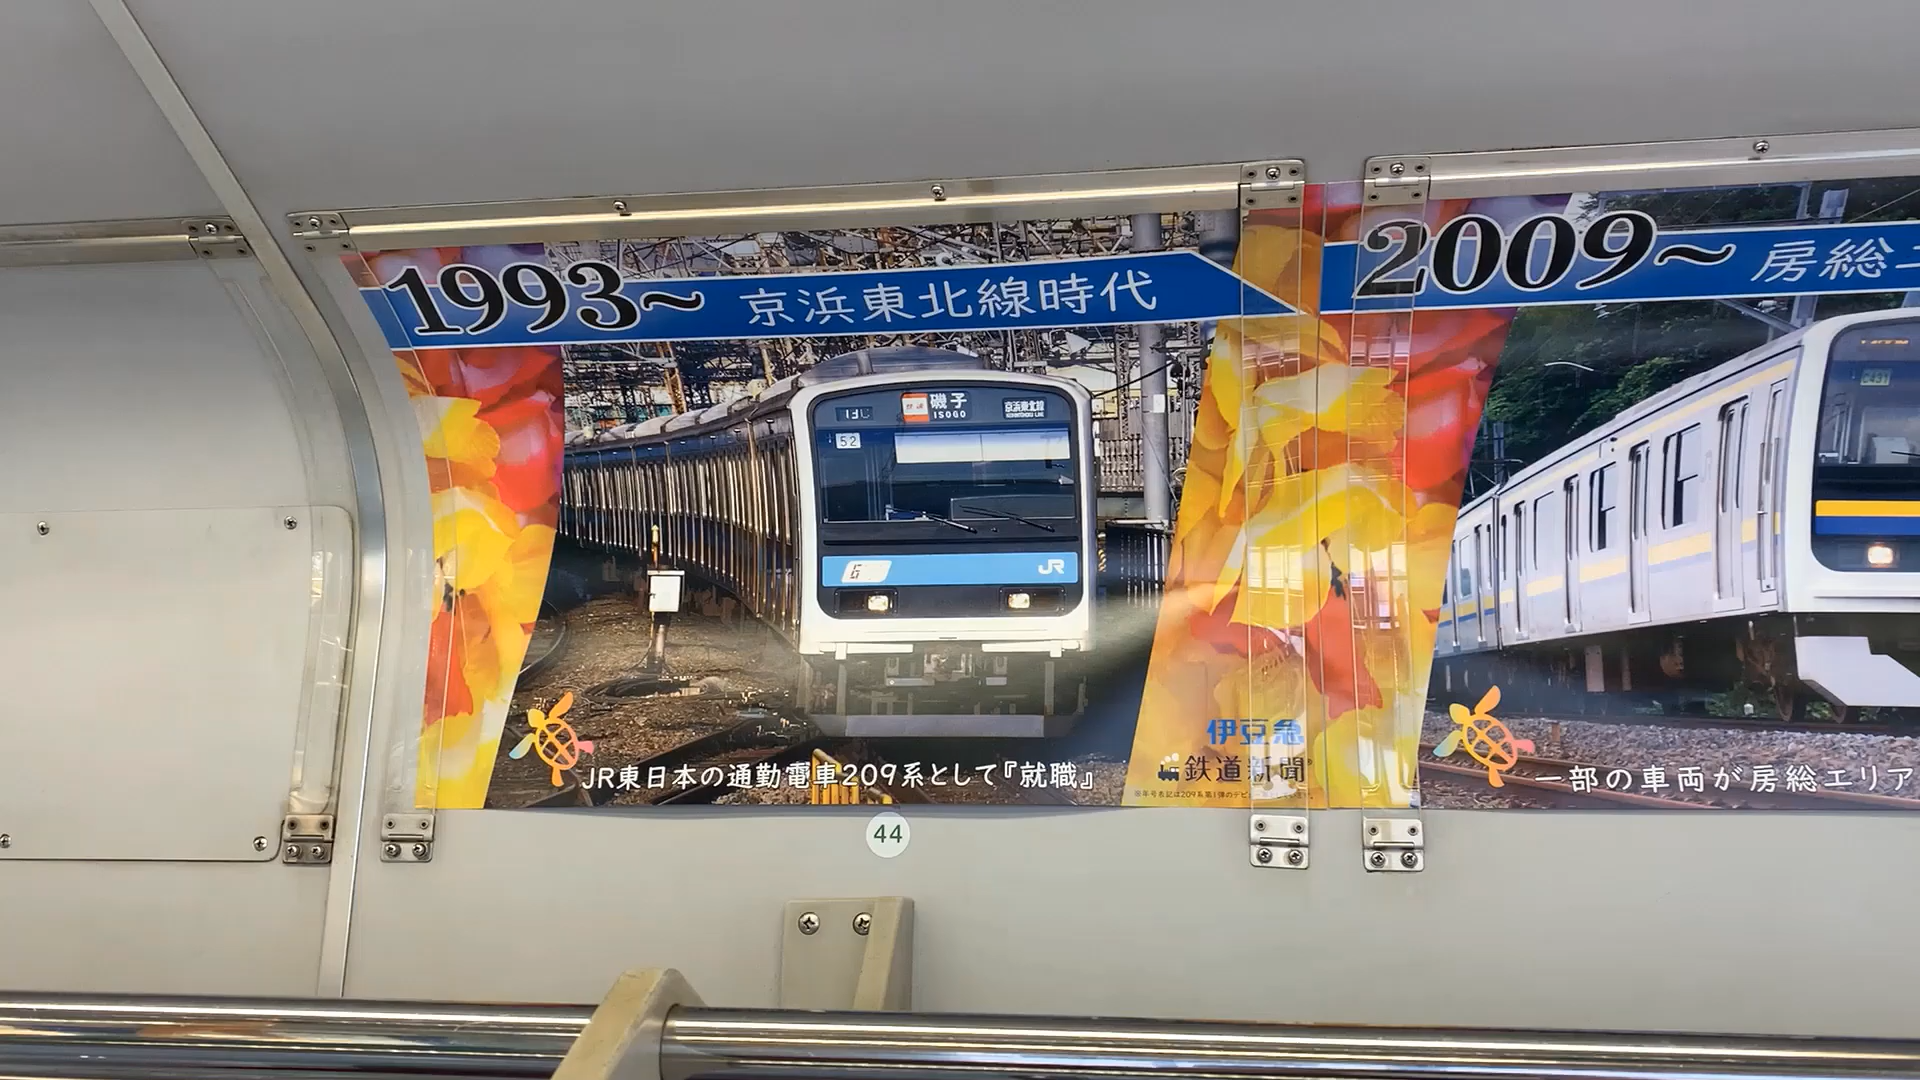 1993~ 京浜東北線時代
快速 磯子 ISOGO
京浜東北線
52
JR
JR東日本の通勤電車209系として『就職』
伊豆急
鉄道新聞
44
2009~ 房総
一部の車両が房総エリア